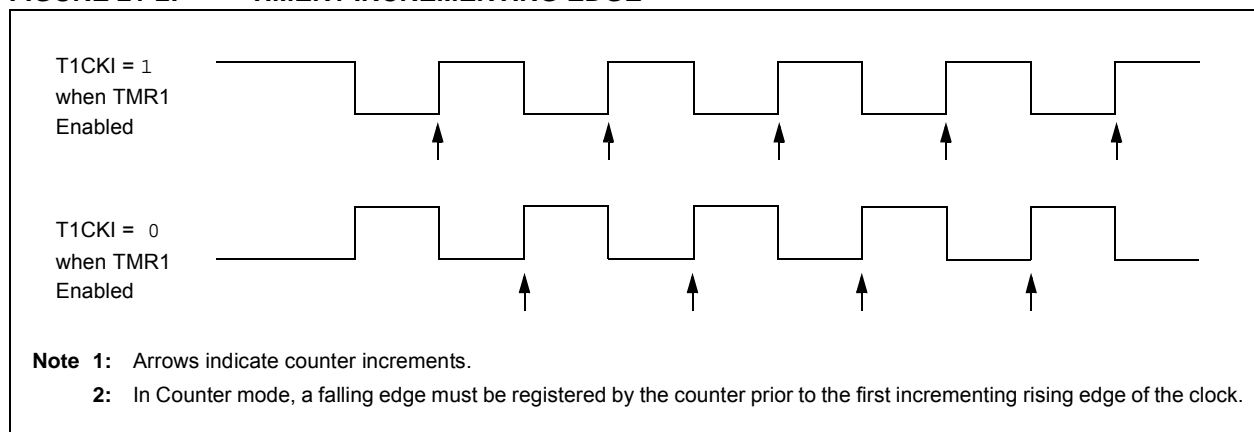 T1CKI = 1
when TMR1
Enabled
T1CKI = 0
when TMR1
Enabled
Note 1: Arrows indicate counter increments.
2: In Counter mode, a falling edge must be registered by the counter prior to the first incrementing rising edge of the clock.